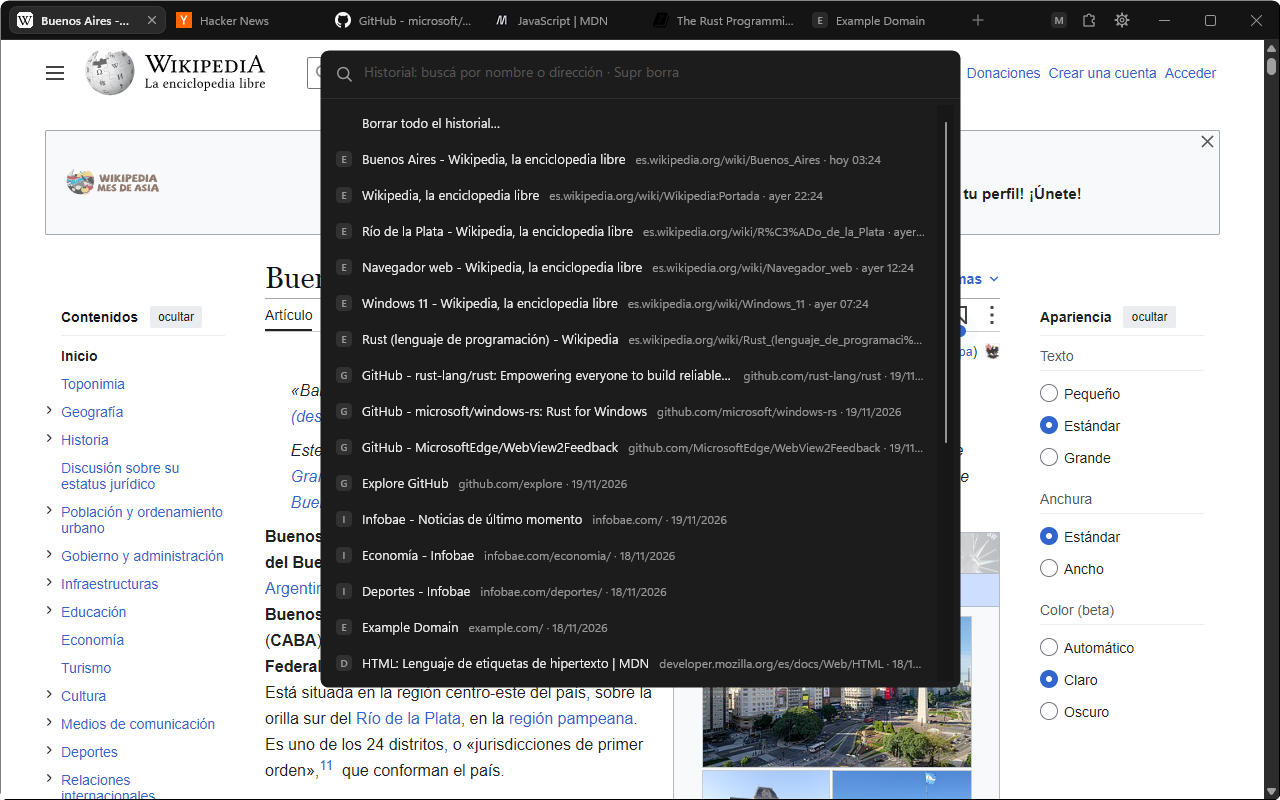 Buenos Aires -...
Hacker News
GitHub - microsoft/...
JavaScript | MDN
The Rust Programmi...
E Example Domain
M
WIKIPEDIA
La enciclopedia libre
Donaciones Crear una cuenta Acceder
Historial: buscá por nombre o dirección · Supr borra
WIKIPEDIA
MES DE ASIA
tu perfil! ¡Únete!
Borrar todo el historial...
E Buenos Aires - Wikipedia, la enciclopedia libre es.wikipedia.org/wiki/Buenos_Aires · hoy 03:24
E Wikipedia, la enciclopedia libre es.wikipedia.org/wiki/Wikipedia:Portada · ayer 22:24
E Río de la Plata - Wikipedia, la enciclopedia libre es.wikipedia.org/wiki/R%C3%ADo_de_la_Plata · ayer...
E Navegador web - Wikipedia, la enciclopedia libre es.wikipedia.org/wiki/Navegador_web · ayer 12:24
E Windows 11 - Wikipedia, la enciclopedia libre es.wikipedia.org/wiki/Windows_11 · ayer 07:24
E Rust (lenguaje de programación) - Wikipedia es.wikipedia.org/wiki/Rust_(lenguaje_de_programaci%...
G GitHub - rust-lang/rust: Empowering everyone to build reliable... github.com/rust-lang/rust · 19/11...
G GitHub - microsoft/windows-rs: Rust for Windows github.com/microsoft/windows-rs · 19/11/2026
G GitHub - MicrosoftEdge/WebView2Feedback github.com/MicrosoftEdge/WebView2Feedback · 19/11...
G Explore GitHub github.com/explore · 19/11/2026
I Infobae - Noticias de último momento infobae.com/ · 19/11/2026
I Economía - Infobae infobae.com/economia/ · 18/11/2026
I Deportes - Infobae infobae.com/deportes/ · 18/11/2026
E Example Domain example.com/ · 18/11/2026
D HTML: Lenguaje de etiquetas de hipertexto | MDN developer.mozilla.org/es/docs/Web/HTML · 18/1...
Contenidos ocultar
Inicio
Toponimia
Geografía
Historia
Discusión sobre su
estatus jurídico
Población y ordenamiento
urbano
Gobierno y administración
Infraestructuras
Educación
Economía
Turismo
Cultura
Medios de comunicación
Deportes
Relaciones
internacionales
Artículo
Buenos
del Bue
Argentin
Buenos
(CABA)
Federal
Está situada en la región centro-este del país, sobre la
orilla sur del Río de la Plata, en la región pampeana.
Es uno de los 24 distritos, o «jurisdicciones de primer
orden»,11 que conforman el país.
Apariencia ocultar
Texto
Pequeño
Estándar
Grande
Anchura
Estándar
Ancho
Color (beta)
Automático
Claro
Oscuro